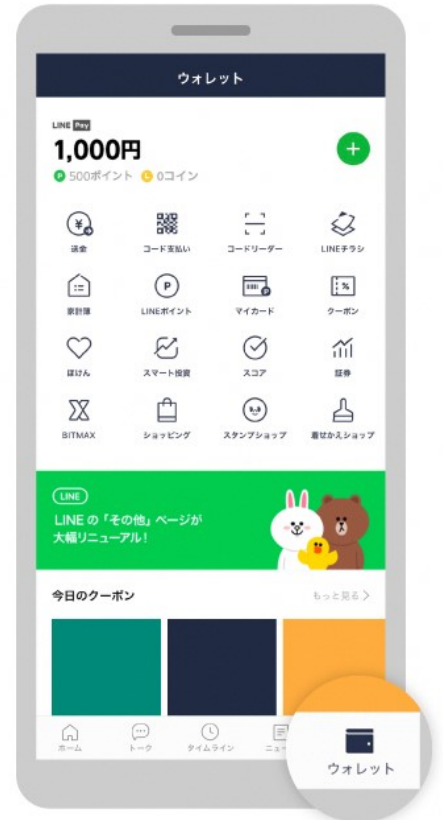 ウォレット
LINE Pay
1,000円
P 500ポイント L 0コイン
送金 コード支払い コードリーダー LINEチラシ
家計簿 LINEポイント マイカード クーポン
ほけん スマート投資 スコア 証券
BITMAX ショッピング スタンプショップ 着せかえショップ
LINE
LINEの「その他」ページが
大幅リニューアル!
今日のクーポン もっと見る
ホーム トーク タイムライン ニュー
ウォレット